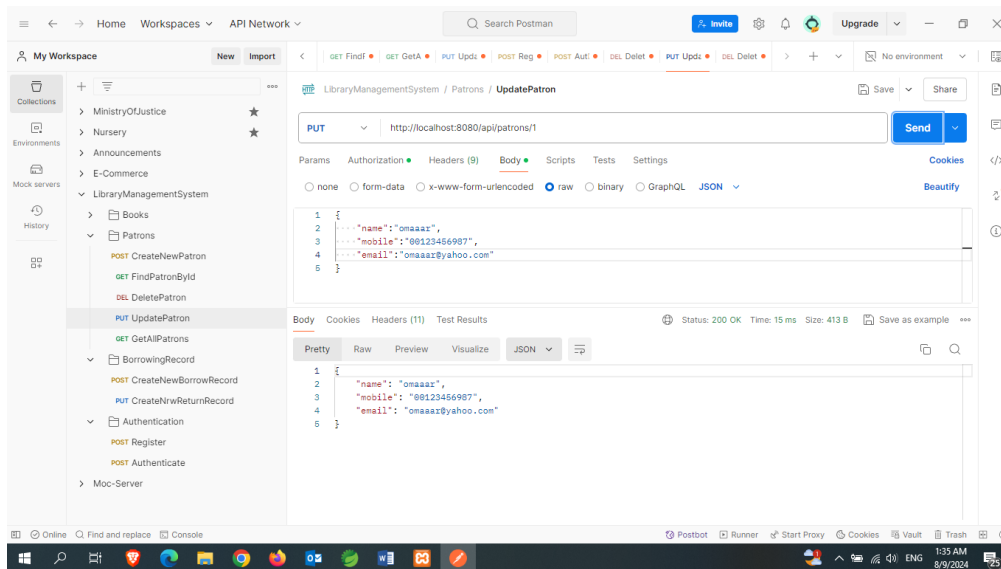 Home Workspaces API Network Search Postman Invite Upgrade
My Workspace New Import GET FindF GET GetA PUT Upda POST Reg POST Aut DEL Delet PUT Upda DEL Delet No environment
Collections
Environments
Mock servers
History
MinistryOfJustice
Nursery
Announcements
E-Commerce
LibraryManagementSystem
Books
Patrons
POST CreateNewPatron
GET FindPatronById
DEL DeletePatron
PUT UpdatePatron
GET GetAllPatrons
BorrowingRecord
POST CreateNewBorrowRecord
PUT CreateNrwReturnRecord
Authentication
POST Register
POST Authenticate
Moc-Server
HTTP LibraryManagementSystem / Patrons / UpdatePatron Save Share
PUT http://localhost:8080/api/patrons/1 Send
Params Authorization Headers (9) Body Scripts Tests Settings Cookies
none form-data x-www-form-urlencoded raw binary GraphQL JSON Beautify
1 {
2 "name":"omaaar",
3 "mobile":"00123456987",
4 "email":"omaaar@yahoo.com"
5 }
Body Cookies Headers (11) Test Results Status: 200 OK Time: 15 ms Size: 413 B Save as example
Pretty Raw Preview Visualize JSON
1 {
2 "name": "omaaar",
3 "mobile": "00123456987",
4 "email": "omaaar@yahoo.com"
5 }
Online Find and replace Console Postbot Runner Start Proxy Cookies Vault Trash
ENG 1:35 AM
8/9/2024 25